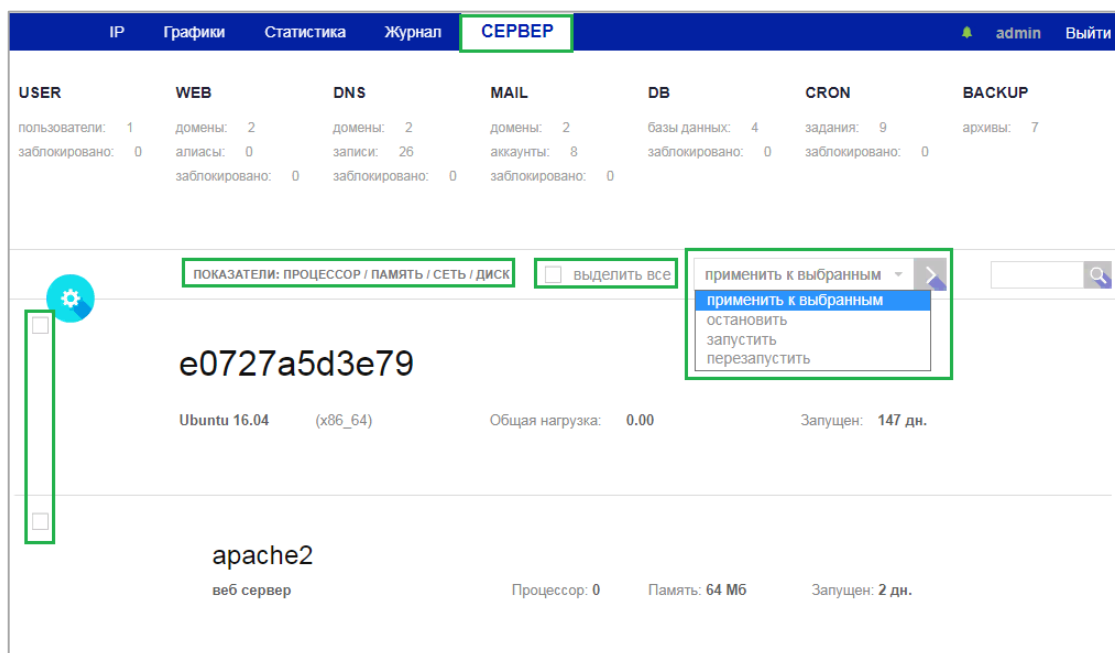 IP Графики Статистика Журнал СЕРВЕР admin Выйти
USER WEB DNS MAIL DB CRON BACKUP
пользователи: 1 домены: 2 домены: 2 домены: 2 базы данных: 4 задания: 9 архивы: 7
заблокировано: 0 алиасы: 0 записи: 26 аккаунты: 8 заблокировано: 0 заблокировано: 0
заблокировано: 0 заблокировано: 0 заблокировано: 0
ПОКАЗАТЕЛИ: ПРОЦЕССОР / ПАМЯТЬ / СЕТЬ / ДИСК выделить все применить к выбранным
применить к выбранным
остановить
запустить
перезапустить
e0727a5d3e79
Ubuntu 16.04 (x86_64) Общая нагрузка: 0.00 Запущен: 147 дн.
apache2
веб сервер Процессор: 0 Память: 64 Мб Запущен: 2 дн.